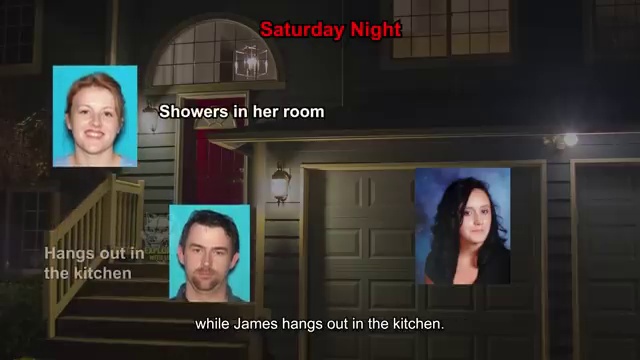 Saturday Night
Showers in her room
Hangs out in
the kitchen
while James hangs out in the kitchen.